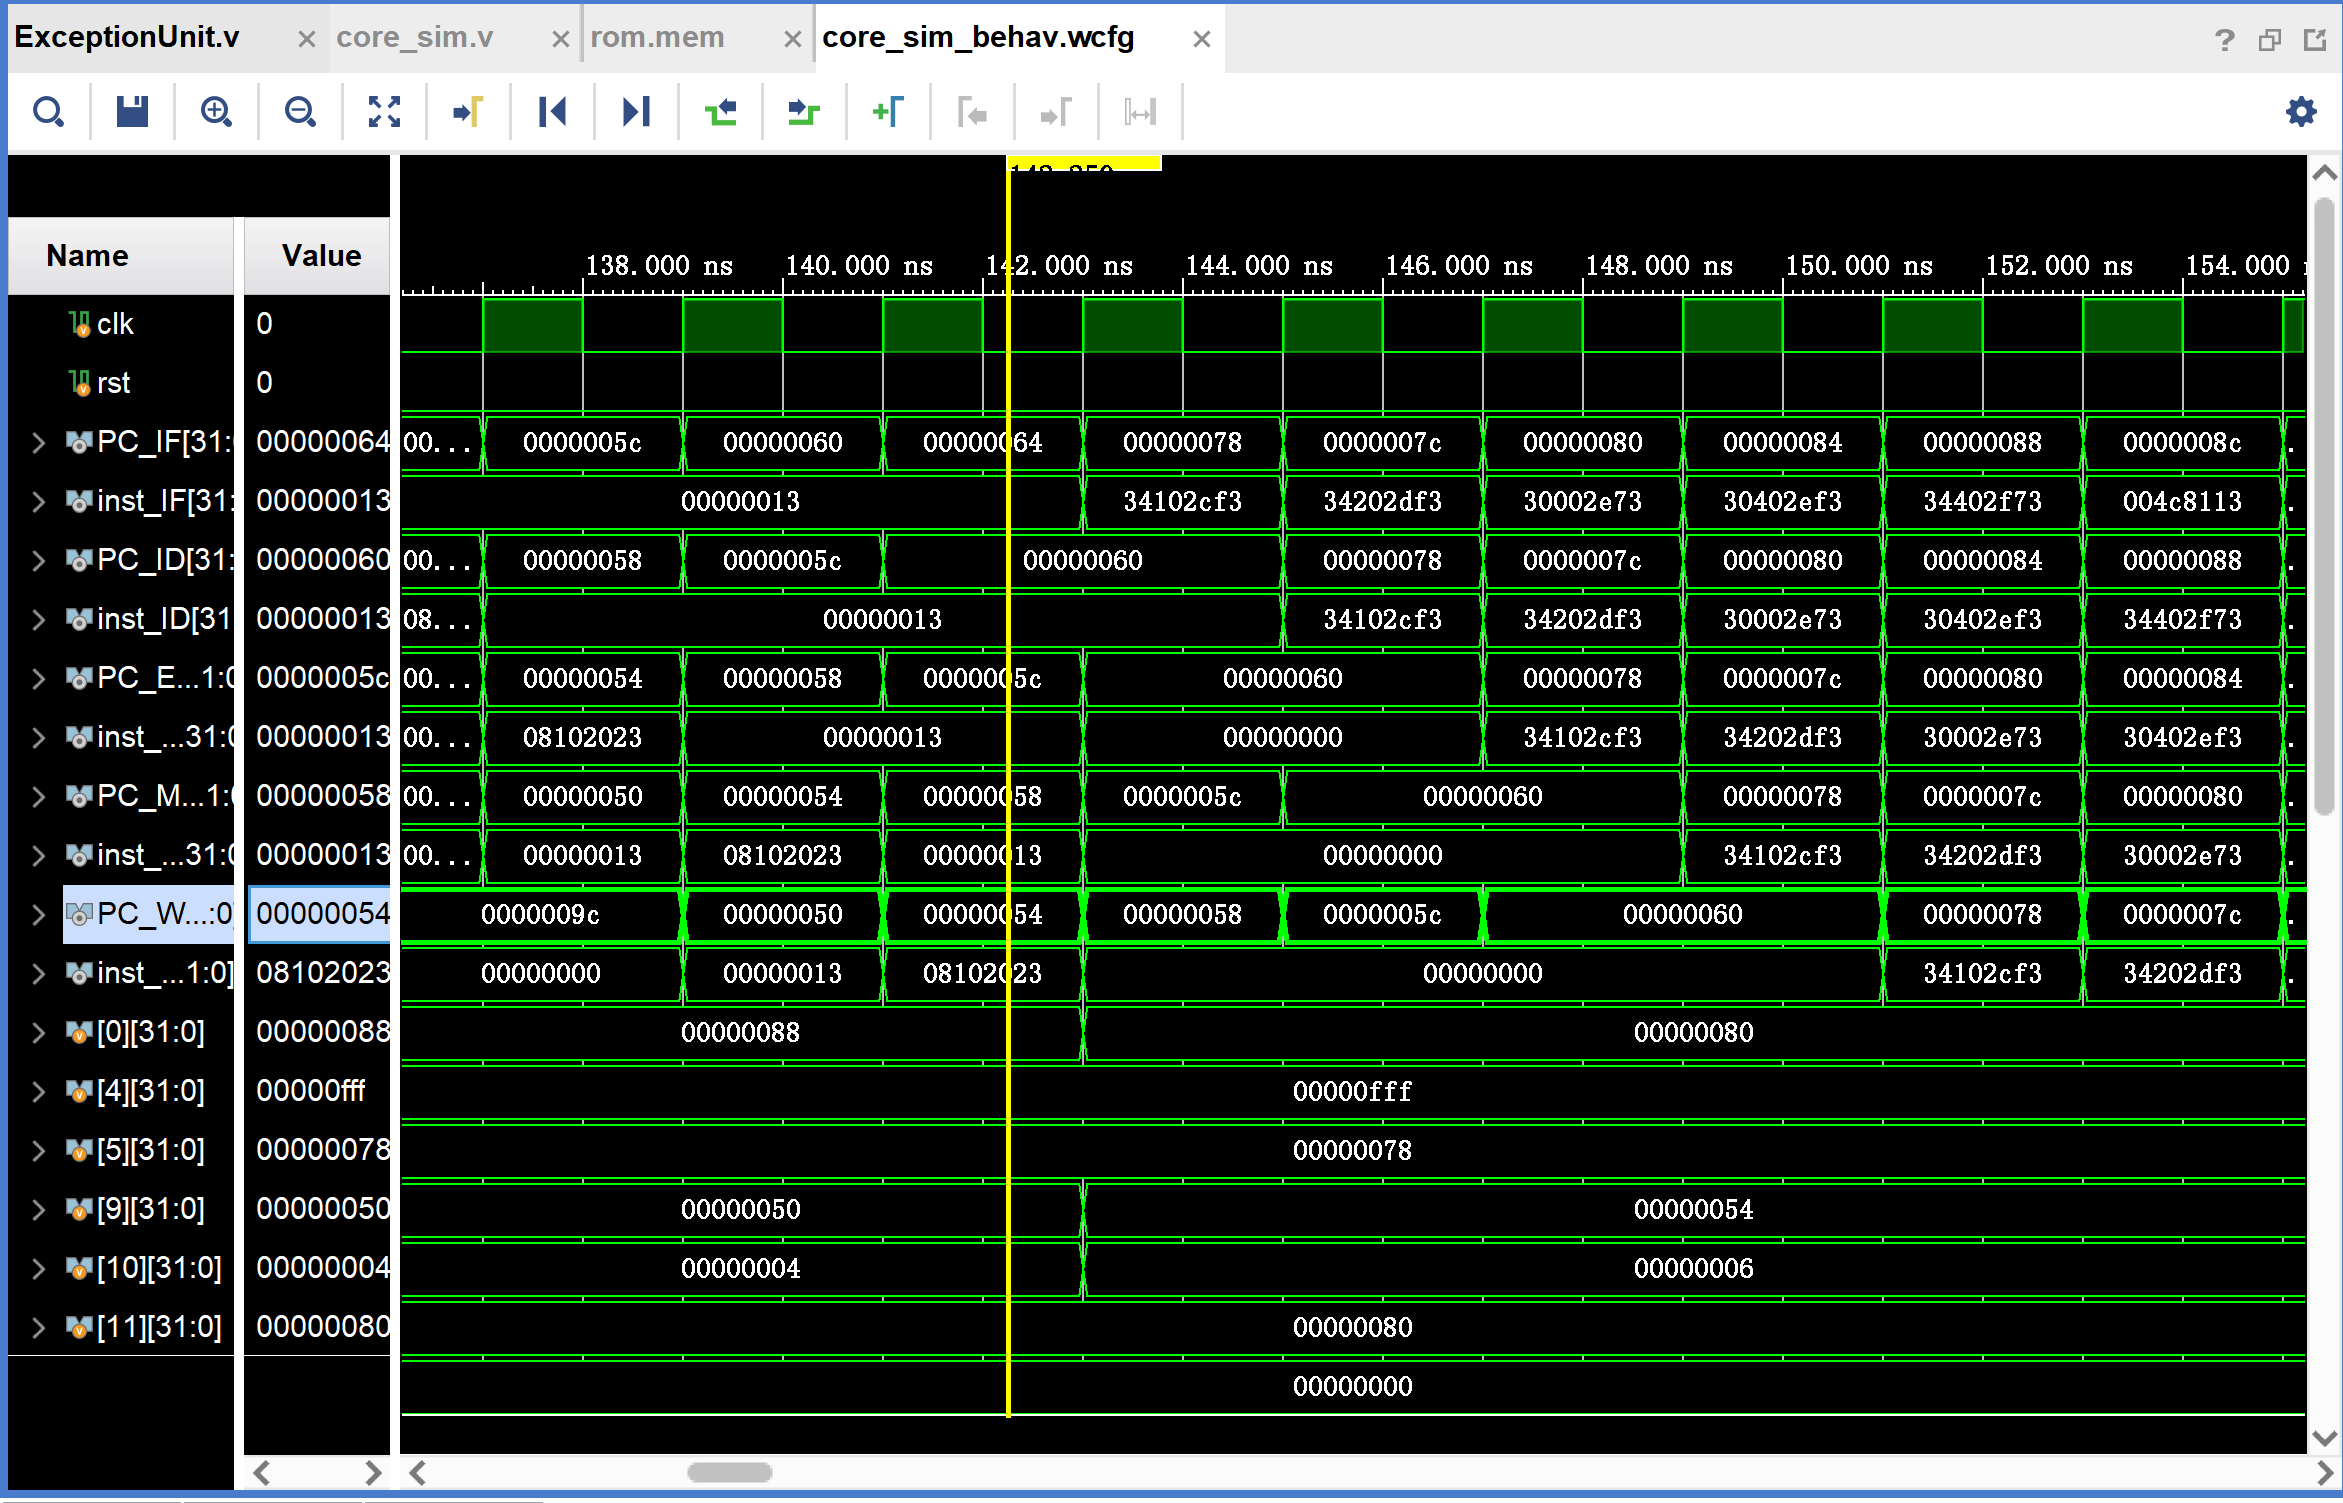 ExceptionUnit.v core_sim.v rom.mem core_sim_behav.wcfg
Name Value 138.000 ns 140.000 ns 142.000 ns 144.000 ns 146.000 ns 148.000 ns 150.000 ns 152.000 ns 154.000
clk 0
rst 0
PC_IF[31: 00000064 00... 0000005c 00000060 00000064 00000078 0000007c 00000080 00000084 00000088 0000008c .
inst_IF[31: 00000013 00000013 34102cf3 34202df3 30002e73 30402ef3 34402f73 004c8113 .
PC_ID[31: 00000060 00... 00000058 0000005c 00000060 00000078 0000007c 00000080 00000084 00000088 .
inst_ID[31 00000013 08... 00000013 34102cf3 34202df3 30002e73 30402ef3 34402f73 .
PC_E...1:0 0000005c 00... 00000054 00000058 0000005c 00000060 00000078 0000007c 00000080 00000084 .
inst_...31:0 00000013 00... 08102023 00000013 00000000 34102cf3 34202df3 30002e73 30402ef3 .
PC_M...1: 00000058 00... 00000050 00000054 00000058 0000005c 00000060 00000078 0000007c 00000080 .
inst_...31:0 00000013 00... 00000013 08102023 00000013 00000000 34102cf3 34202df3 30002e73 .
PC_W...:0] 00000054 0000009c 00000050 00000054 00000058 0000005c 00000060 00000078 0000007c .
inst_...1:0] 08102023 00000000 00000013 08102023 00000000 34102cf3 34202df3 .
[0][31:0] 00000088 00000088 00000080
[4][31:0] 00000fff 00000fff
[5][31:0] 00000078 00000078
[9][31:0] 00000050 00000050 00000054
[10][31:0] 00000004 00000004 00000006
[11][31:0] 00000080 00000080
00000000